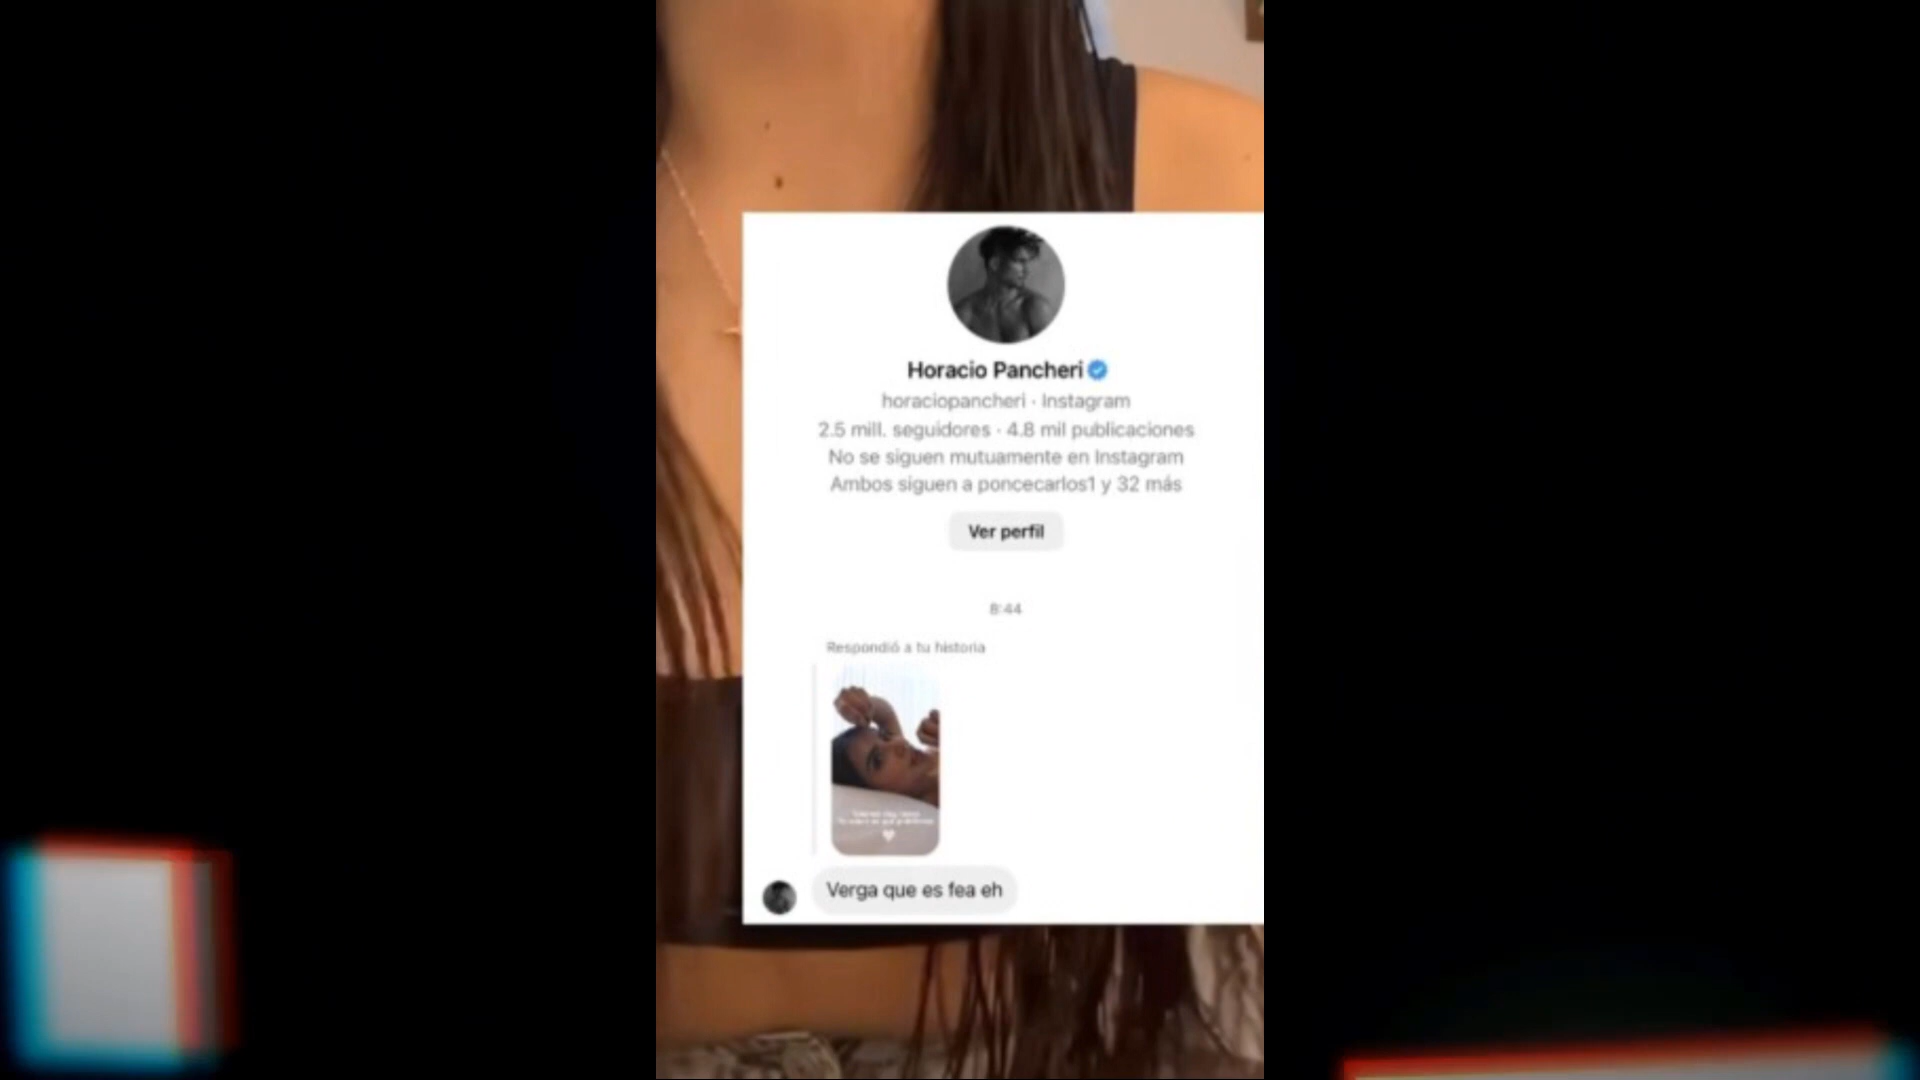 Horacio Pancheri
horaciopancheri · Instagram
2.5 mill. seguidores · 4.8 mil publicaciones
No se siguen mutuamente en Instagram
Ambos siguen a poncecarlos1 y 32 más
Ver perfil
8:44
Respondió a tu historia
Verga que es fea eh